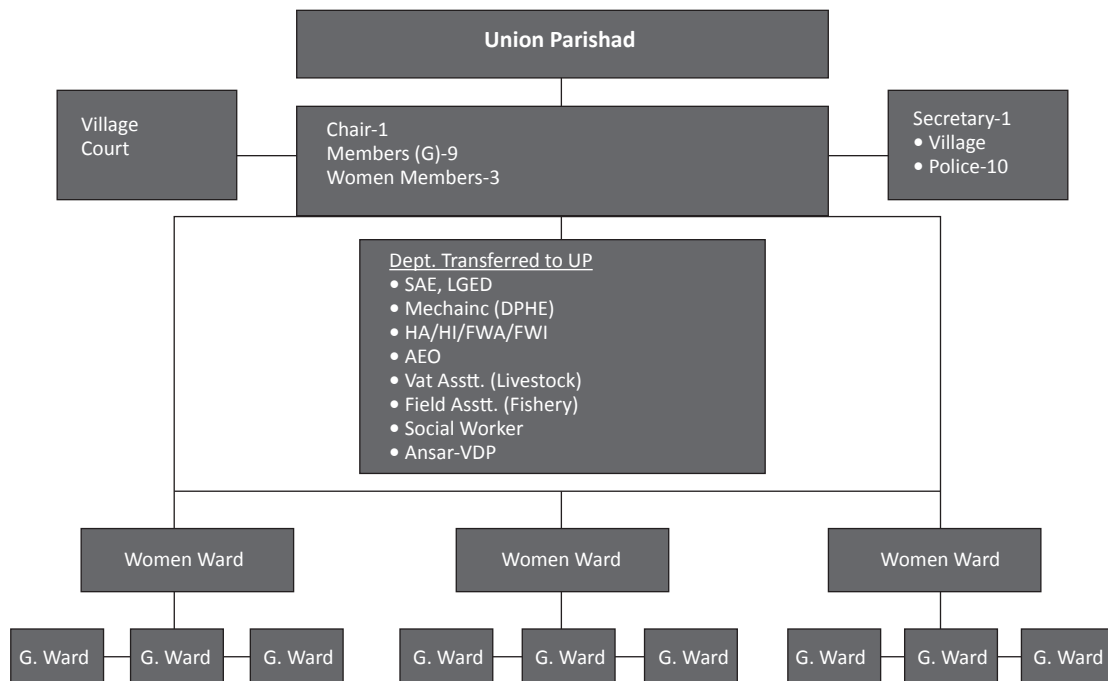 Union Parishad
Village
Court
Chair-1
Members (G)-9
Women Members-3
Secretary-1
• Village
• Police-10
Dept. Transferred to UP
• SAE, LGED
• Mechainc (DPHE)
• HA/HI/FWA/FWI
• AEO
• Vat Asstt. (Livestock)
• Field Asstt. (Fishery)
• Social Worker
• Ansar-VDP
Women Ward
Women Ward
Women Ward
G. Ward
G. Ward
G. Ward
G. Ward
G. Ward
G. Ward
G. Ward
G. Ward
G. Ward